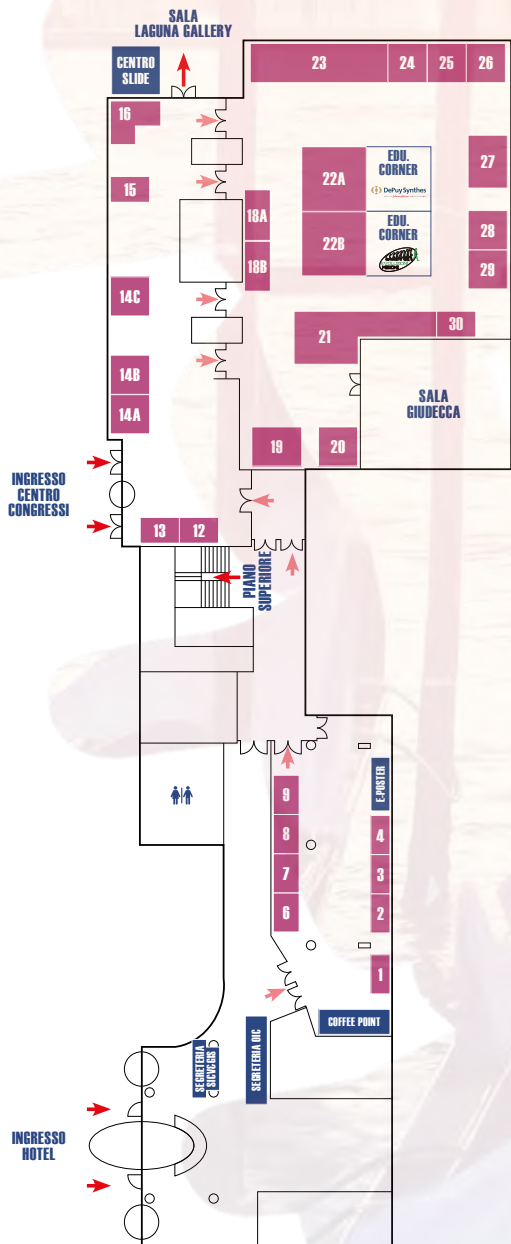 SALA
LAGUNA GALLERY
CENTRO
SLIDE
23
24
25
26
16
15
14C
14B
14A
18A
18B
22A
22B
EDU.
CORNER
DePuySynthes
EDU.
CORNER
27
28
29
21
30
SALA
GIUDECCA
19
20
INGRESSO
CENTRO
CONGRESSI
13
12
PIANO
SUPERIORE
9
8
7
6
E-POSTER
4
3
2
1
COFFEE POINT
SEGRETERIA OIC
SEGRETERIA
SICV&GIS
INGRESSO
HOTEL